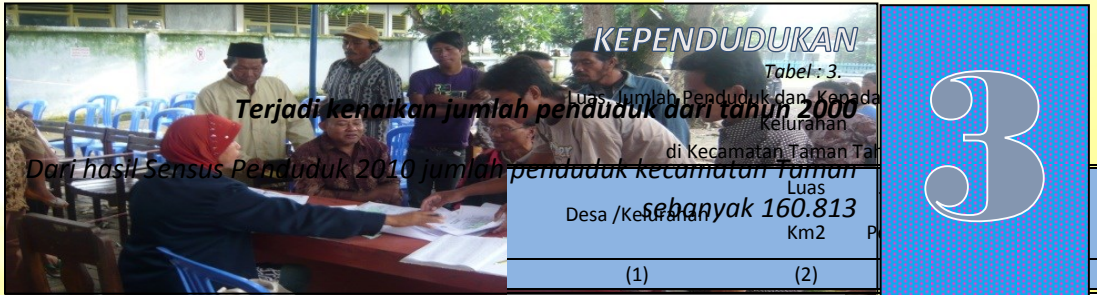 KEPENDUDUKAN
Tabel : 3.
Luas, Jumlah Penduduk dan Kepada
Terjadi kenaikan jumlah penduduk dari tahun 2000
Kelurahan
di Kecamatan Taman Tah
Dari hasil Sensus Penduduk 2010 jumlah penduduk kecamatan Taman
sebanyak 160.813
Luas
Desa /Kelurahan
Km2
(1) (2)
3